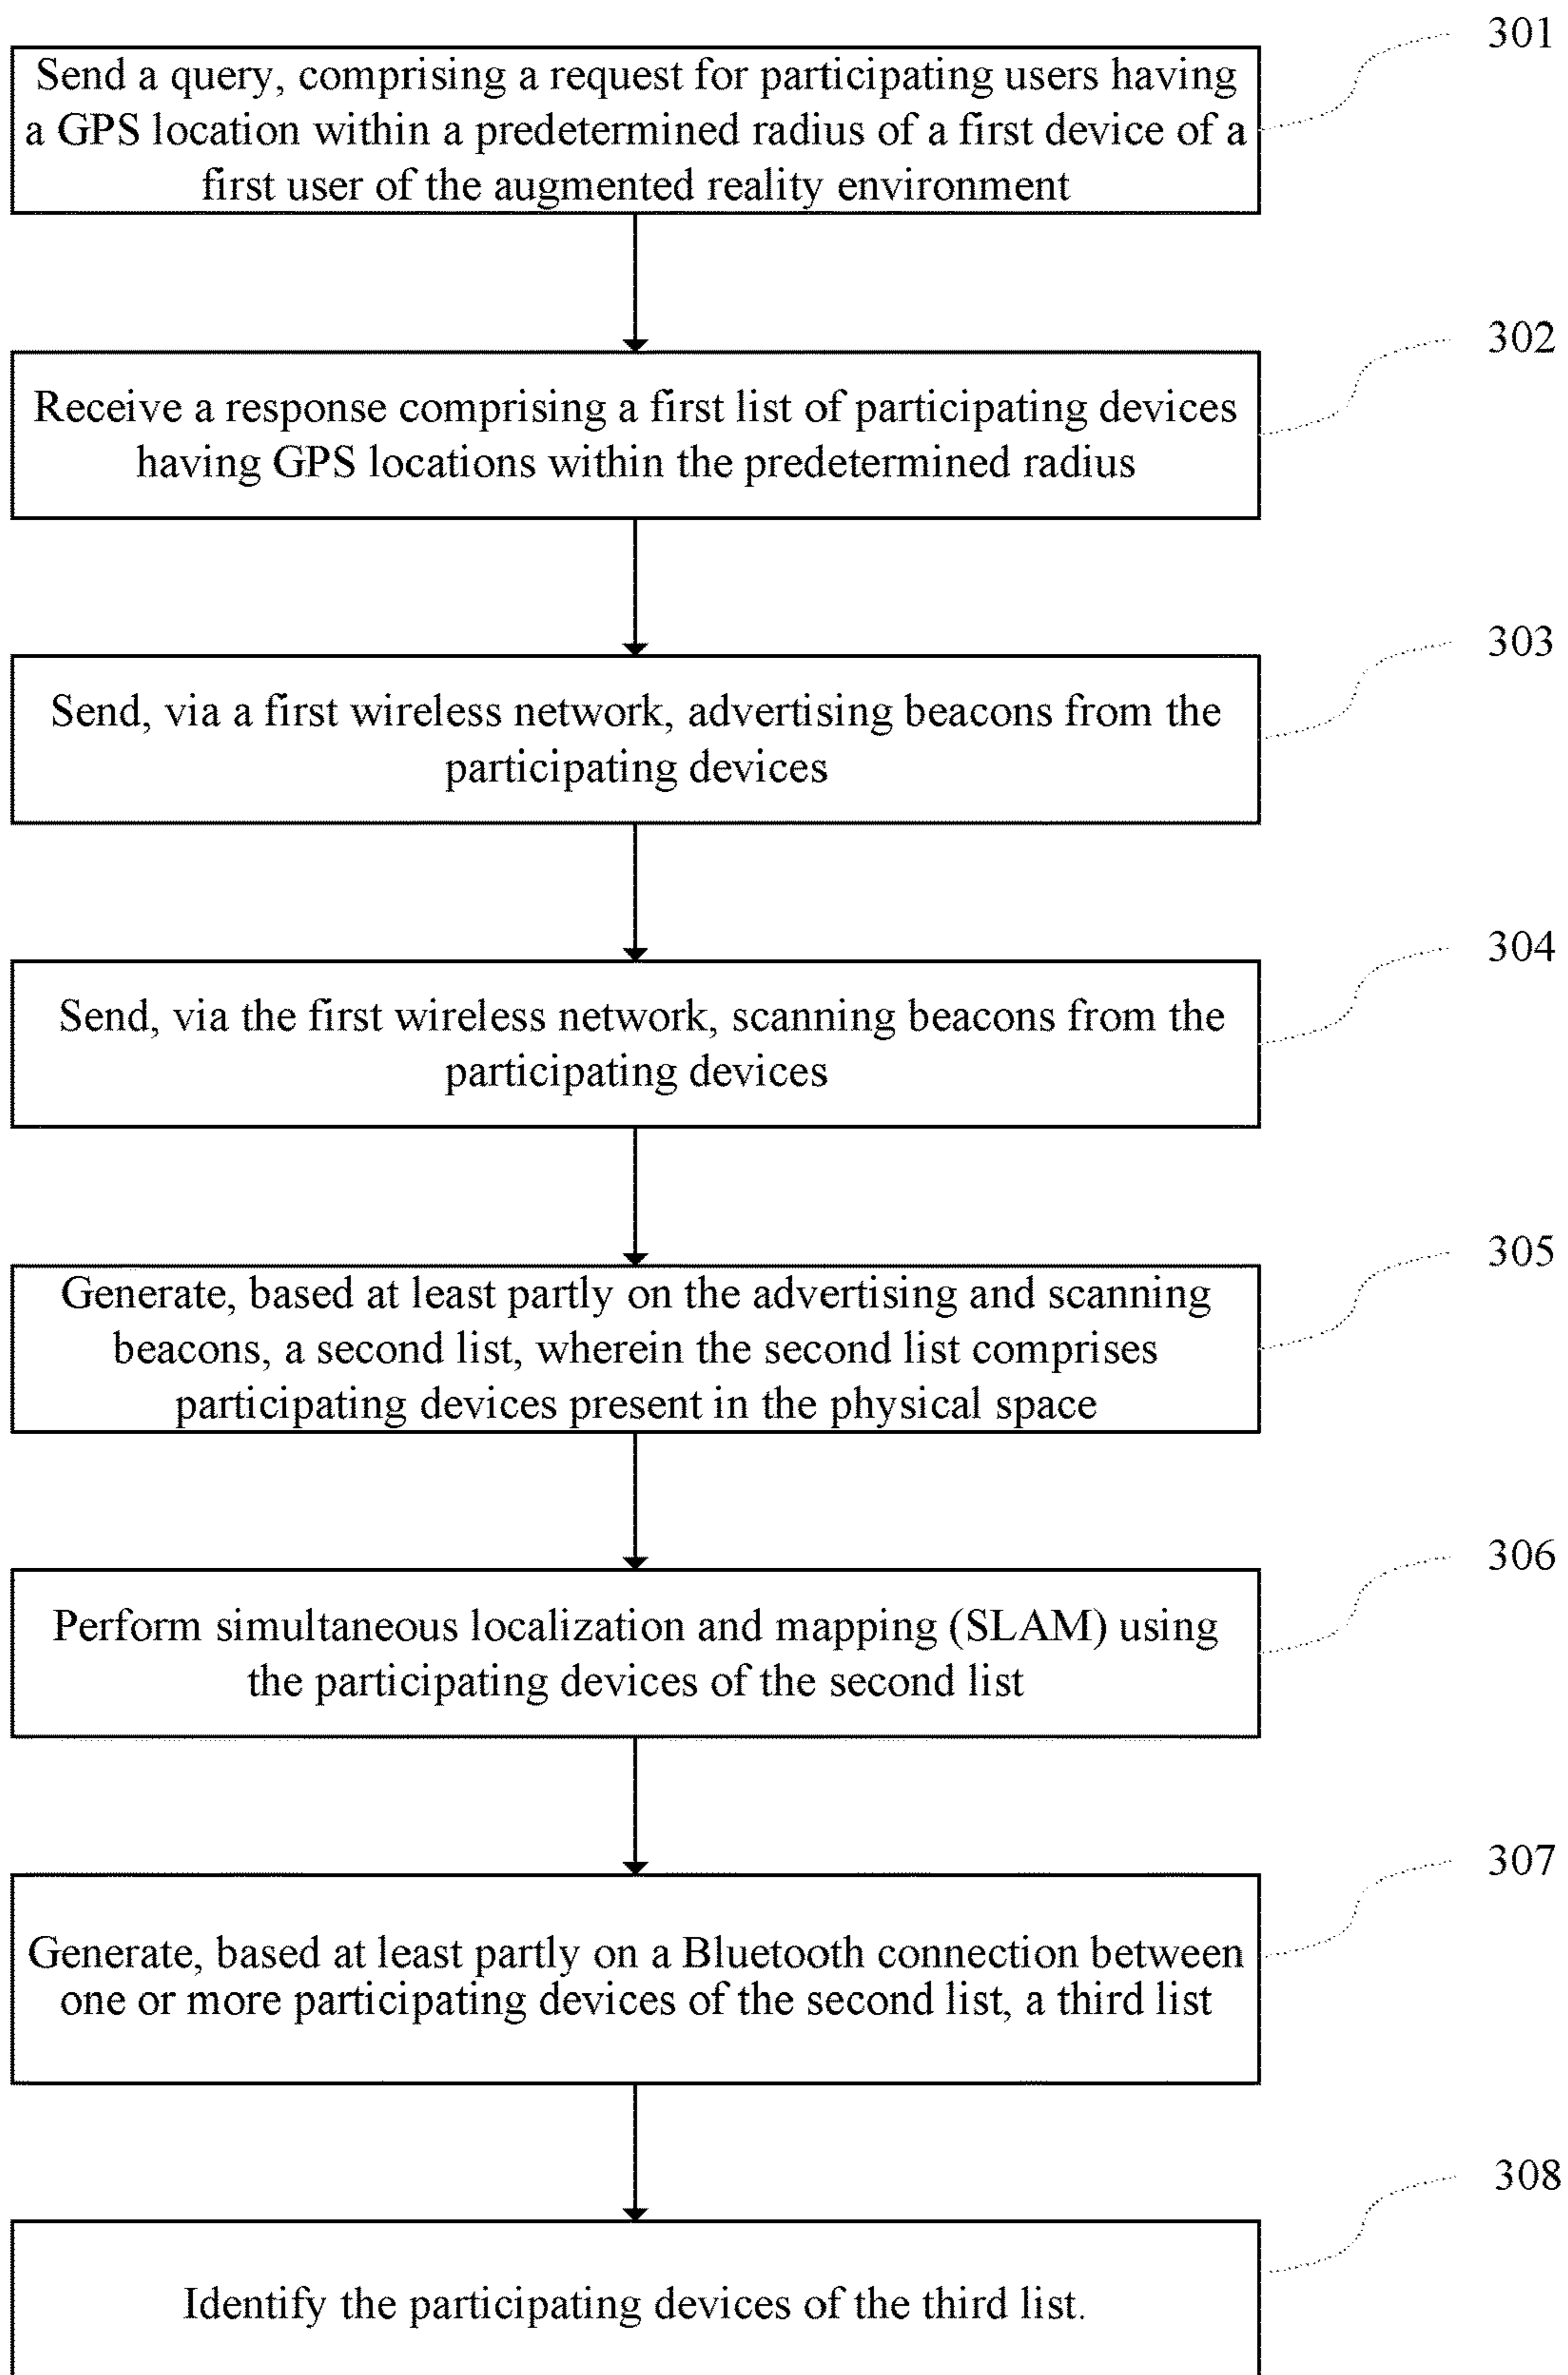 301
Send a query, comprising a request for participating users having
a GPS location within a predetermined radius of a first device of a
first user of the augmented reality environment
302
Receive a response comprising a first list of participating devices
having GPS locations within the predetermined radius
303
Send, via a first wireless network, advertising beacons from the
participating devices
304
Send, via the first wireless network, scanning beacons from the
participating devices
305
Generate, based at least partly on the advertising and scanning
beacons, a second list, wherein the second list comprises
participating devices present in the physical space
306
Perform simultaneous localization and mapping (SLAM) using
the participating devices of the second list
307
Generate, based at least partly on a Bluetooth connection between
one or more participating devices of the second list, a third list
308
Identify the participating devices of the third list.